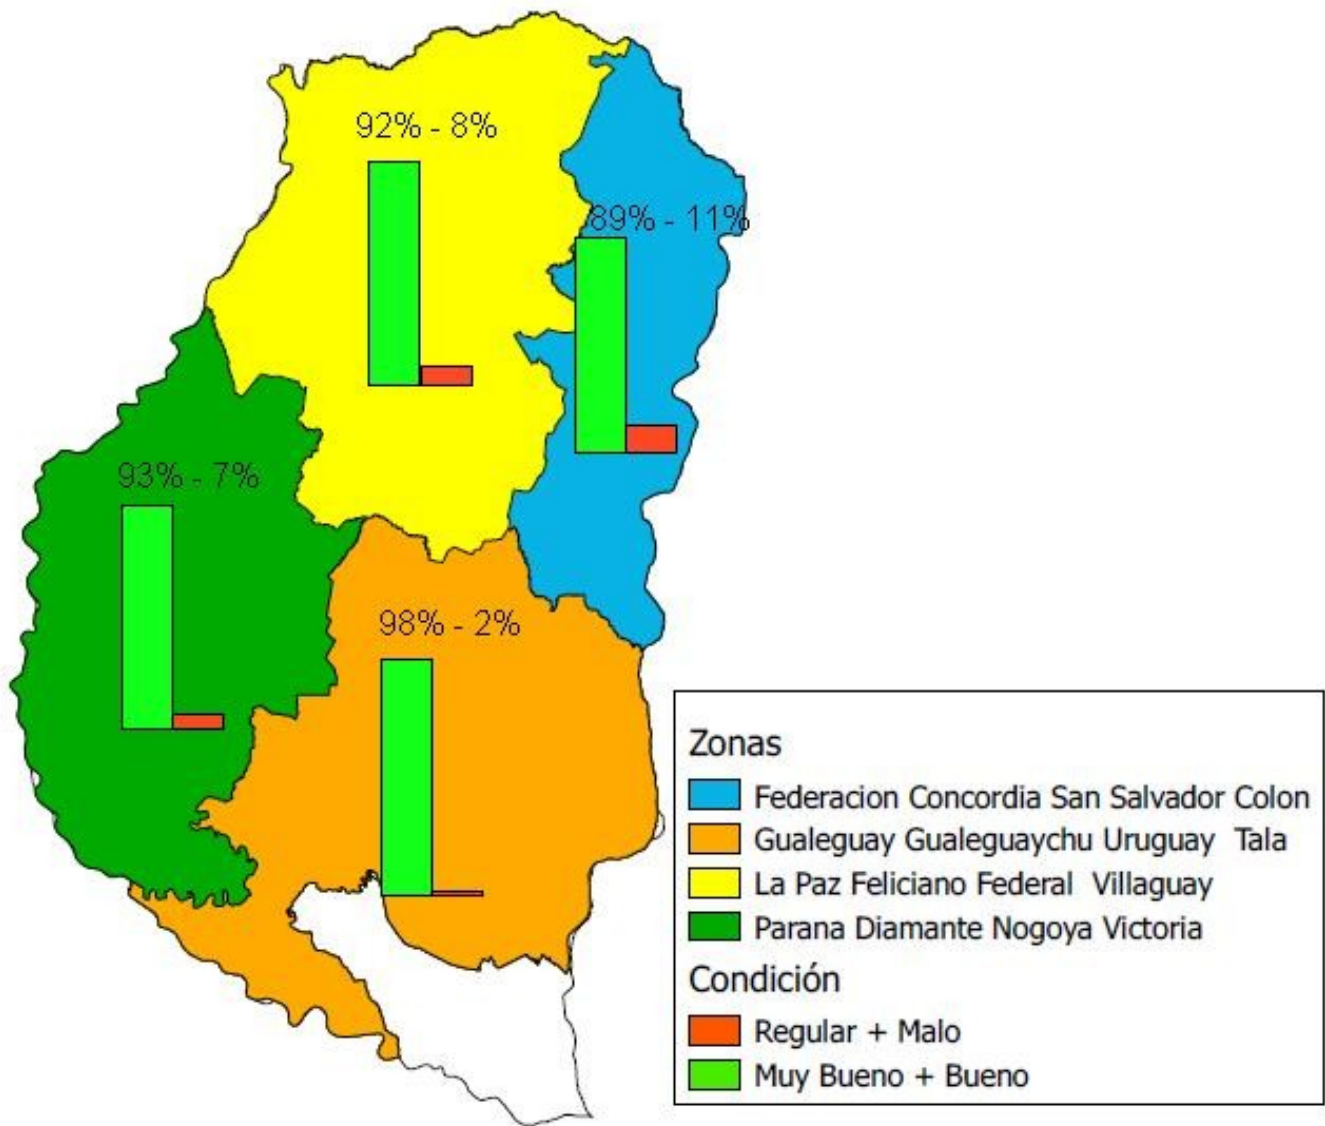 92% - 8%
89% - 11%
93% - 7%
98% - 2%
Zonas
Federacion Concordia San Salvador Colon
Gualeguay Gualeguaychu Uruguay Tala
La Paz Feliciano Federal Villaguay
Parana Diamante Nogoya Victoria
Condición
Regular + Malo
Muy Bueno + Bueno